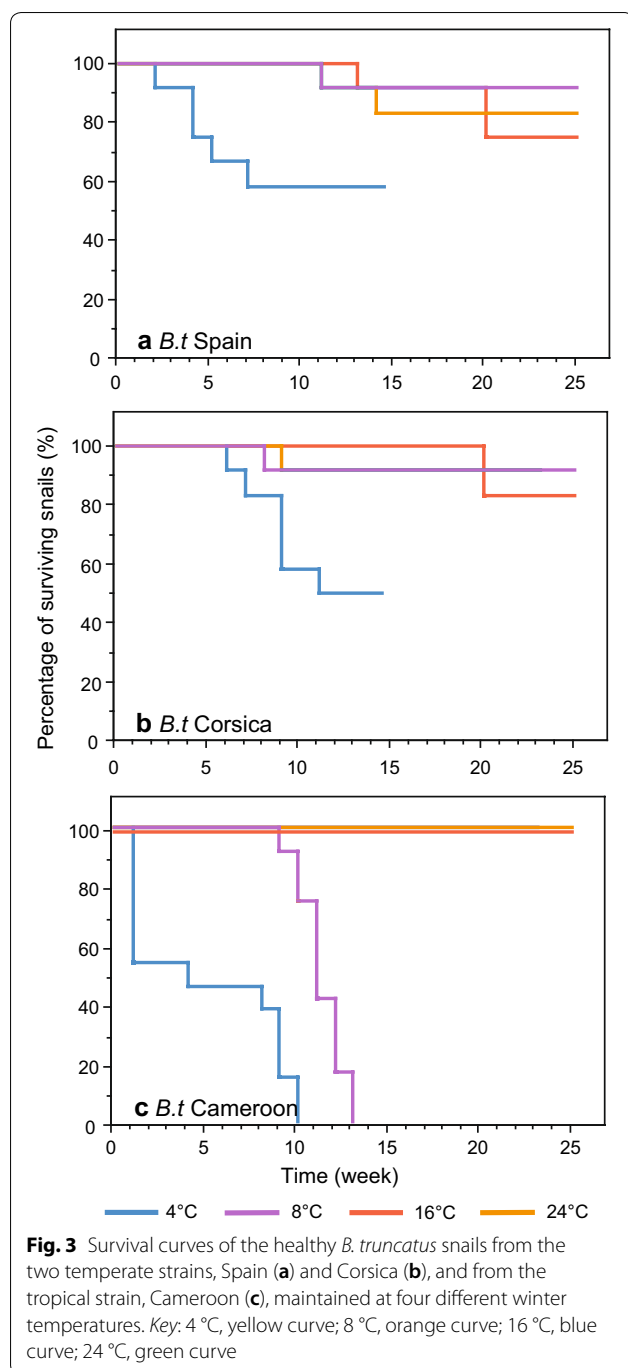 100
80
60
40
20
0
a B.t Spain
0 5 10 15 20 25
100
80
60
40
20
0
b B.t Corsica
0 5 10 15 20 25
Percentage of surviving snails (%)
100
80
60
40
20
0
c B.t Cameroon
0 5 10 15 20 25
Time (week)
4°C 8°C 16°C 24°C
Fig. 3 Survival curves of the healthy B. truncatus snails from the
two temperate strains, Spain (a) and Corsica (b), and from the
tropical strain, Cameroon (c), maintained at four different winter
temperatures. Key: 4 °C, yellow curve; 8 °C, orange curve; 16 °C, blue
curve; 24 °C, green curve